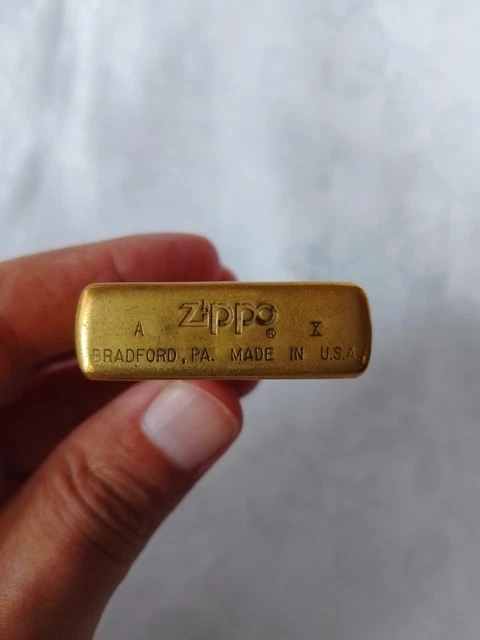 A Zippo ® X
BRADFORD, PA. MADE IN U.S.A.